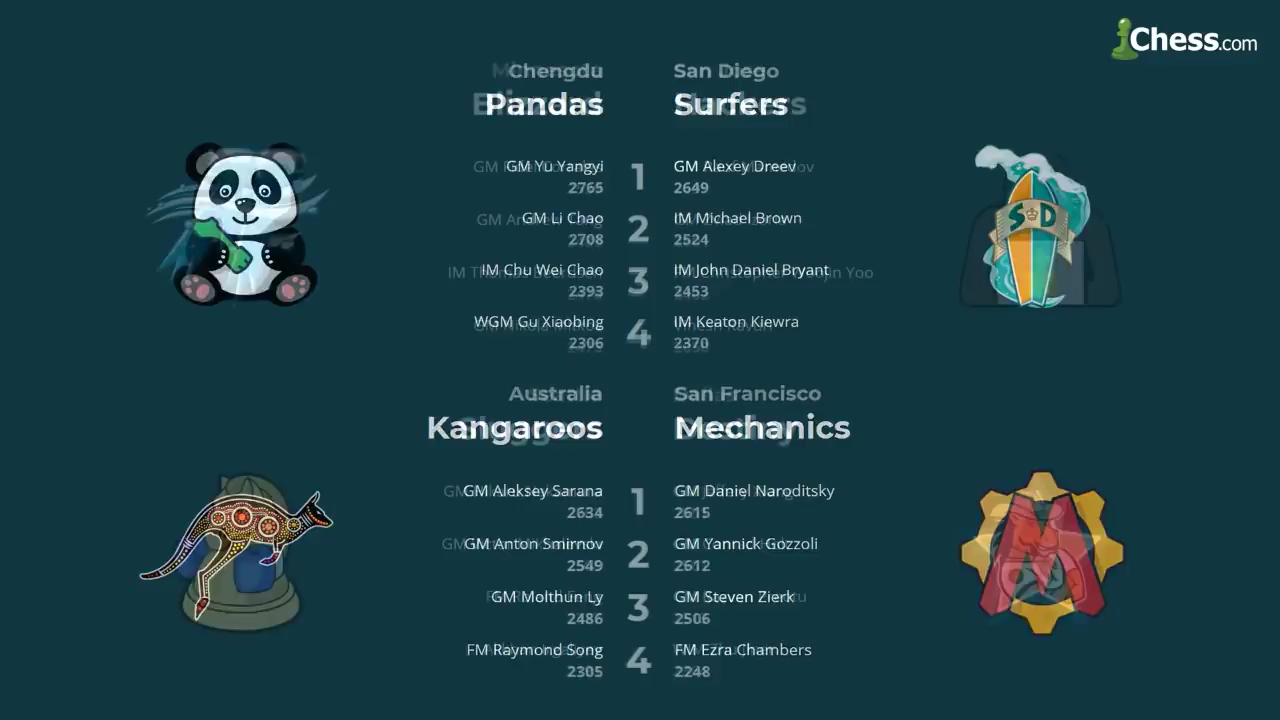 Chess.com
Chengdu
Pandas
San Diego
Surfers
GM Yu Yangyi
2765
1
GM Alexey Dreev
2649
GM Li Chao
2708
2
IM Michael Brown
2524
IM Chu Wei Chao
2393
3
IM John Daniel Bryant
2453
WGM Gu Xiaobing
2306
4
IM Keaton Kiewra
2370
S D
Australia
Kangaroos
San Francisco
Mechanics
GM Aleksey Sarana
2634
1
GM Daniel Naroditsky
2615
GM Anton Smirnov
2549
2
GM Yannick Gozzoli
2612
GM Molthun Ly
2486
3
GM Steven Zierk
2506
FM Raymond Song
2305
4
FM Ezra Chambers
2248
M